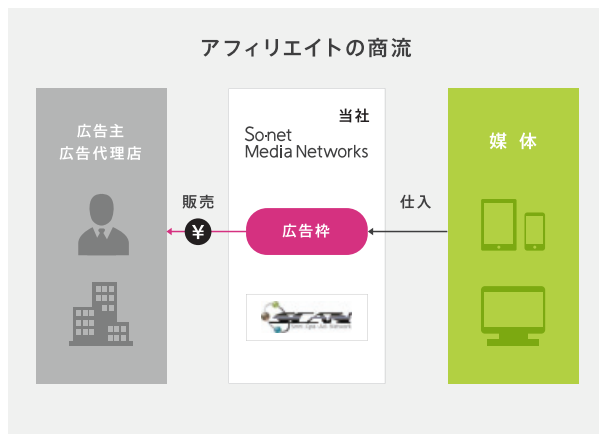 アフィリエイトの商流
広告主
広告代理店
販売
¥
当社
So-net
Media Networks
広告枠
仕入
媒体